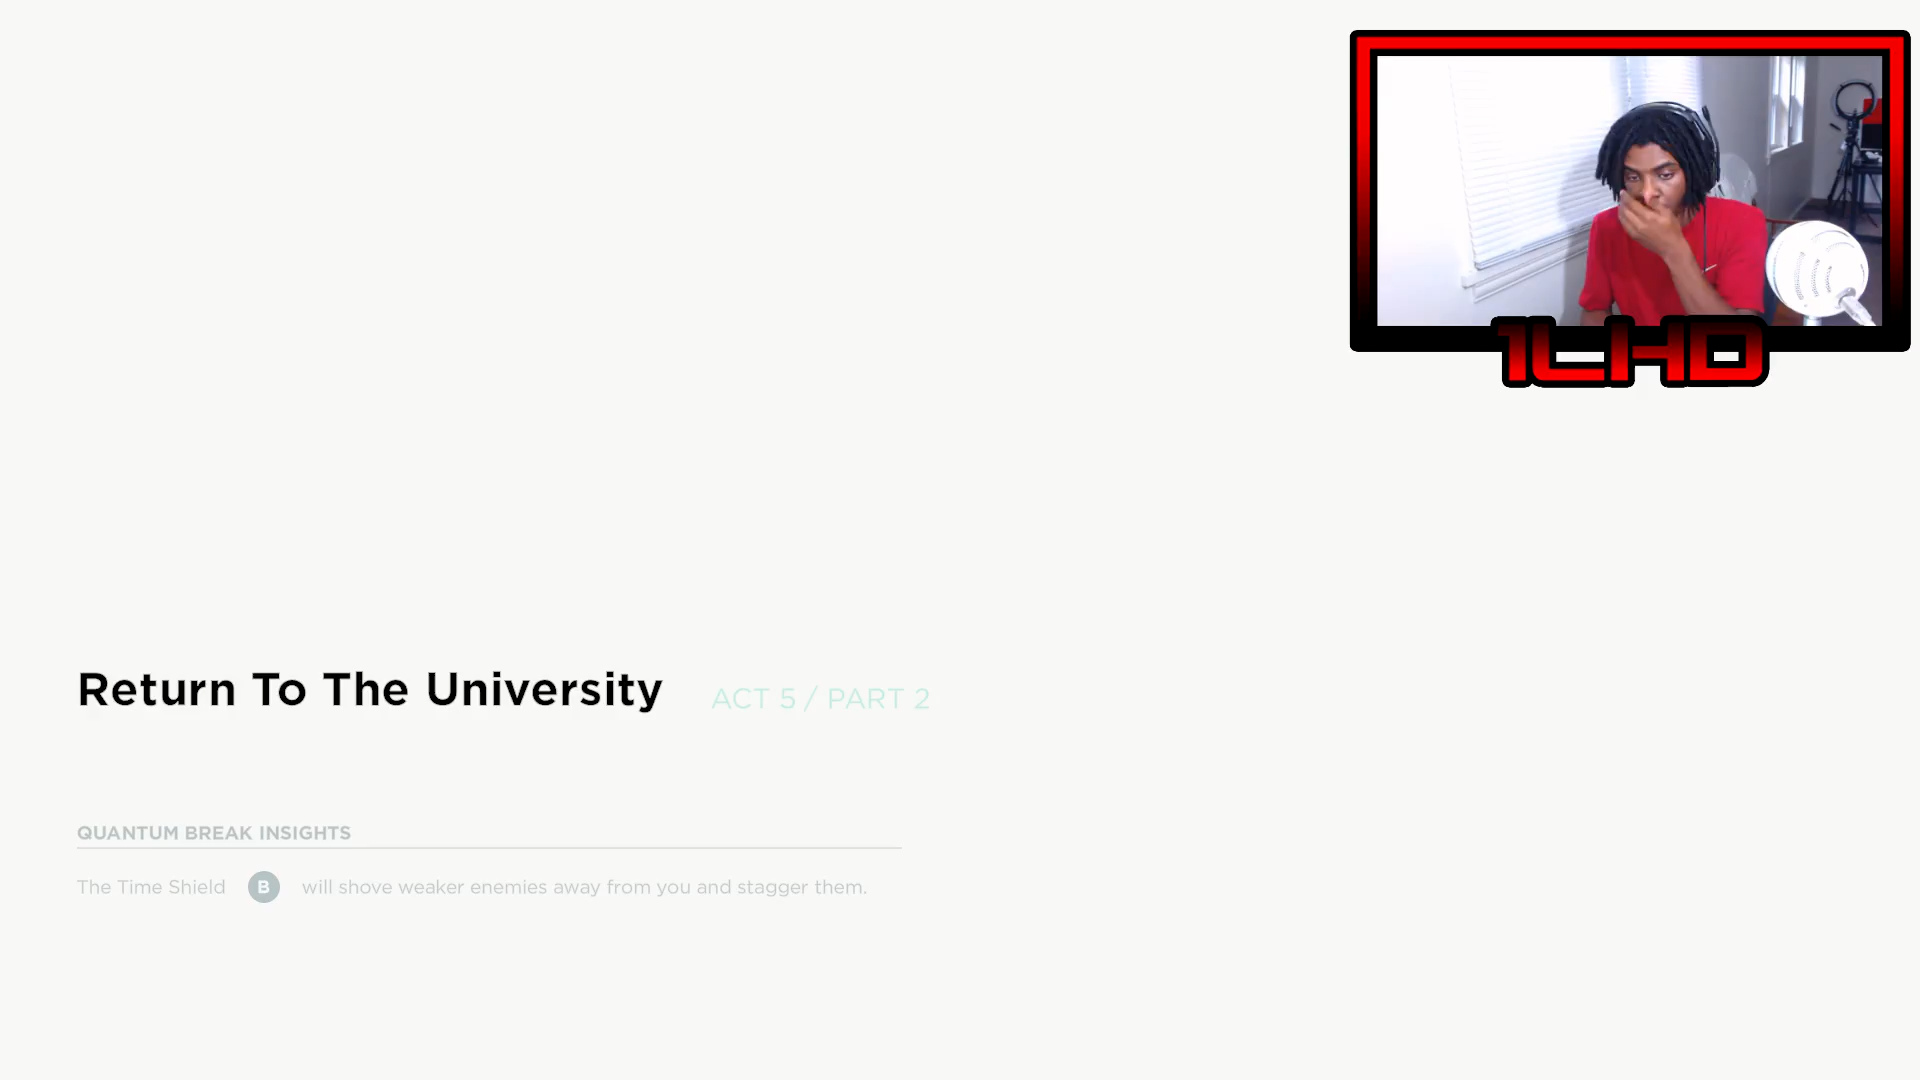 1LHD
Return To The University ACT 5 / PART 2
QUANTUM BREAK INSIGHTS
The Time Shield B will shove weaker enemies away from you and stagger them.